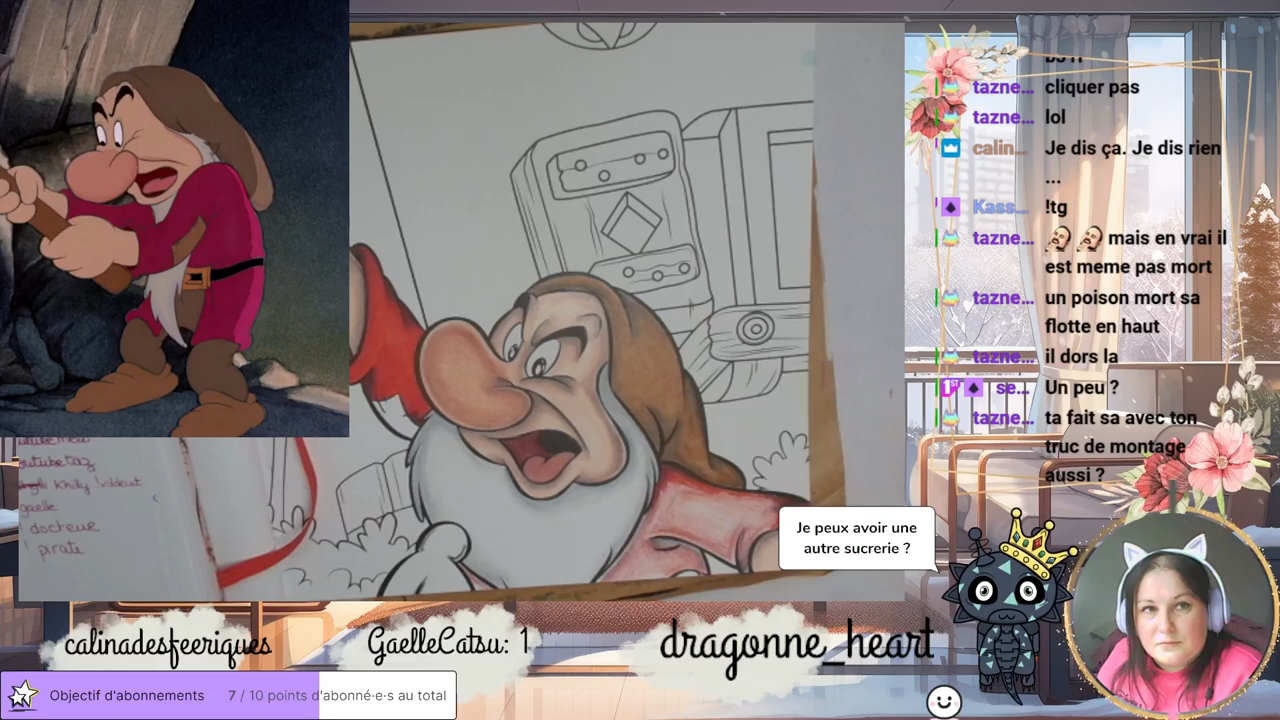 tazne... cliquer pas
tazne... lol
calin... Je dis ça. Je dis rien
...
Kass... !tg
tazne... mais en vrai il
est meme pas mort
tazne... un poison mort sa
flotte en haut
tazne... il dors la
1ST se... Un peu ?
tazne... ta fait sa avec ton
truc de montage
aussi ?
gaelle
docteur
! pirate
Je peux avoir une
autre sucrerie ?
calinadesfeeriques
GaelleCatsu: 1
dragonne_heart
Objectif d'abonnements 7 / 10 points d'abonné·e·s au total